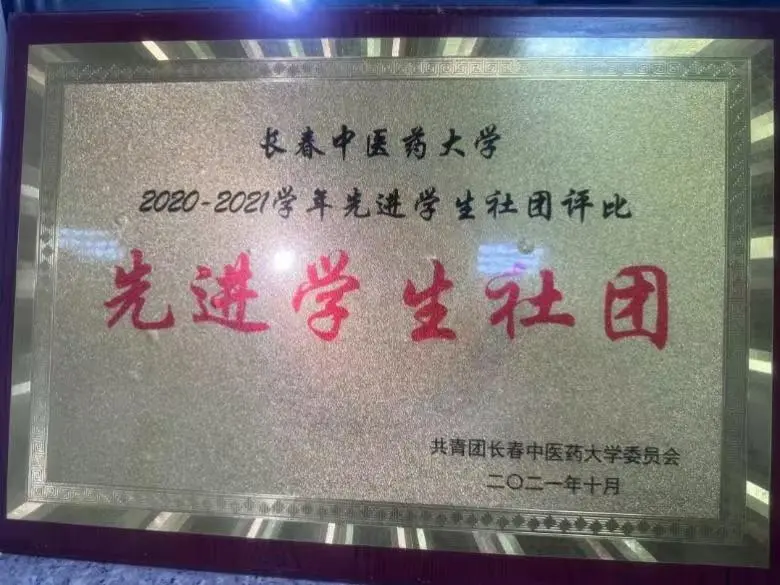 长春中医药大学
2020-2021学年先进学生社团评比
先进学生社团
共青团长春中医药大学委员会
二〇二一年十月